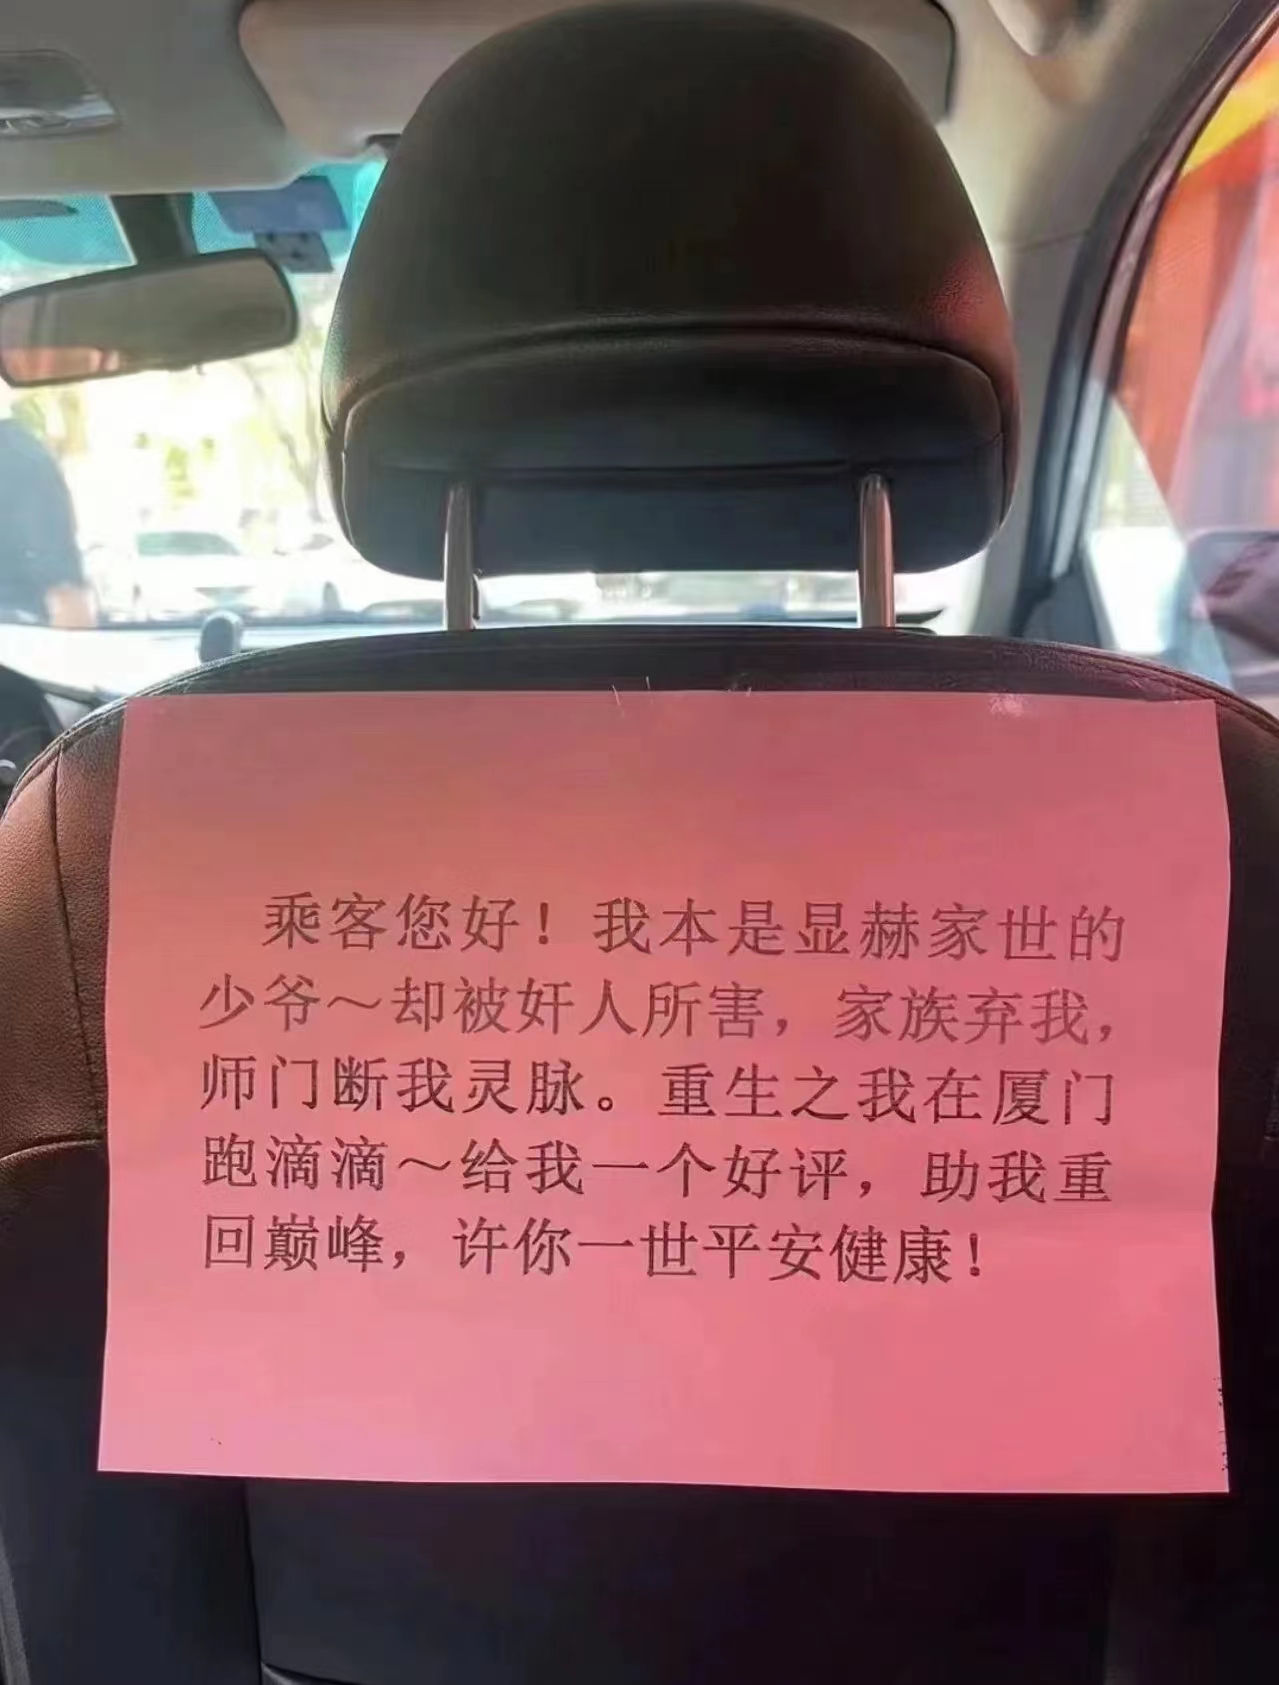 乘客您好！我本是显赫家世的
少爷～却被奸人所害，家族弃我，
师门断我灵脉。重生之我在厦门
跑滴滴～给我一个好评，助我重
回巅峰，许你一世平安健康！